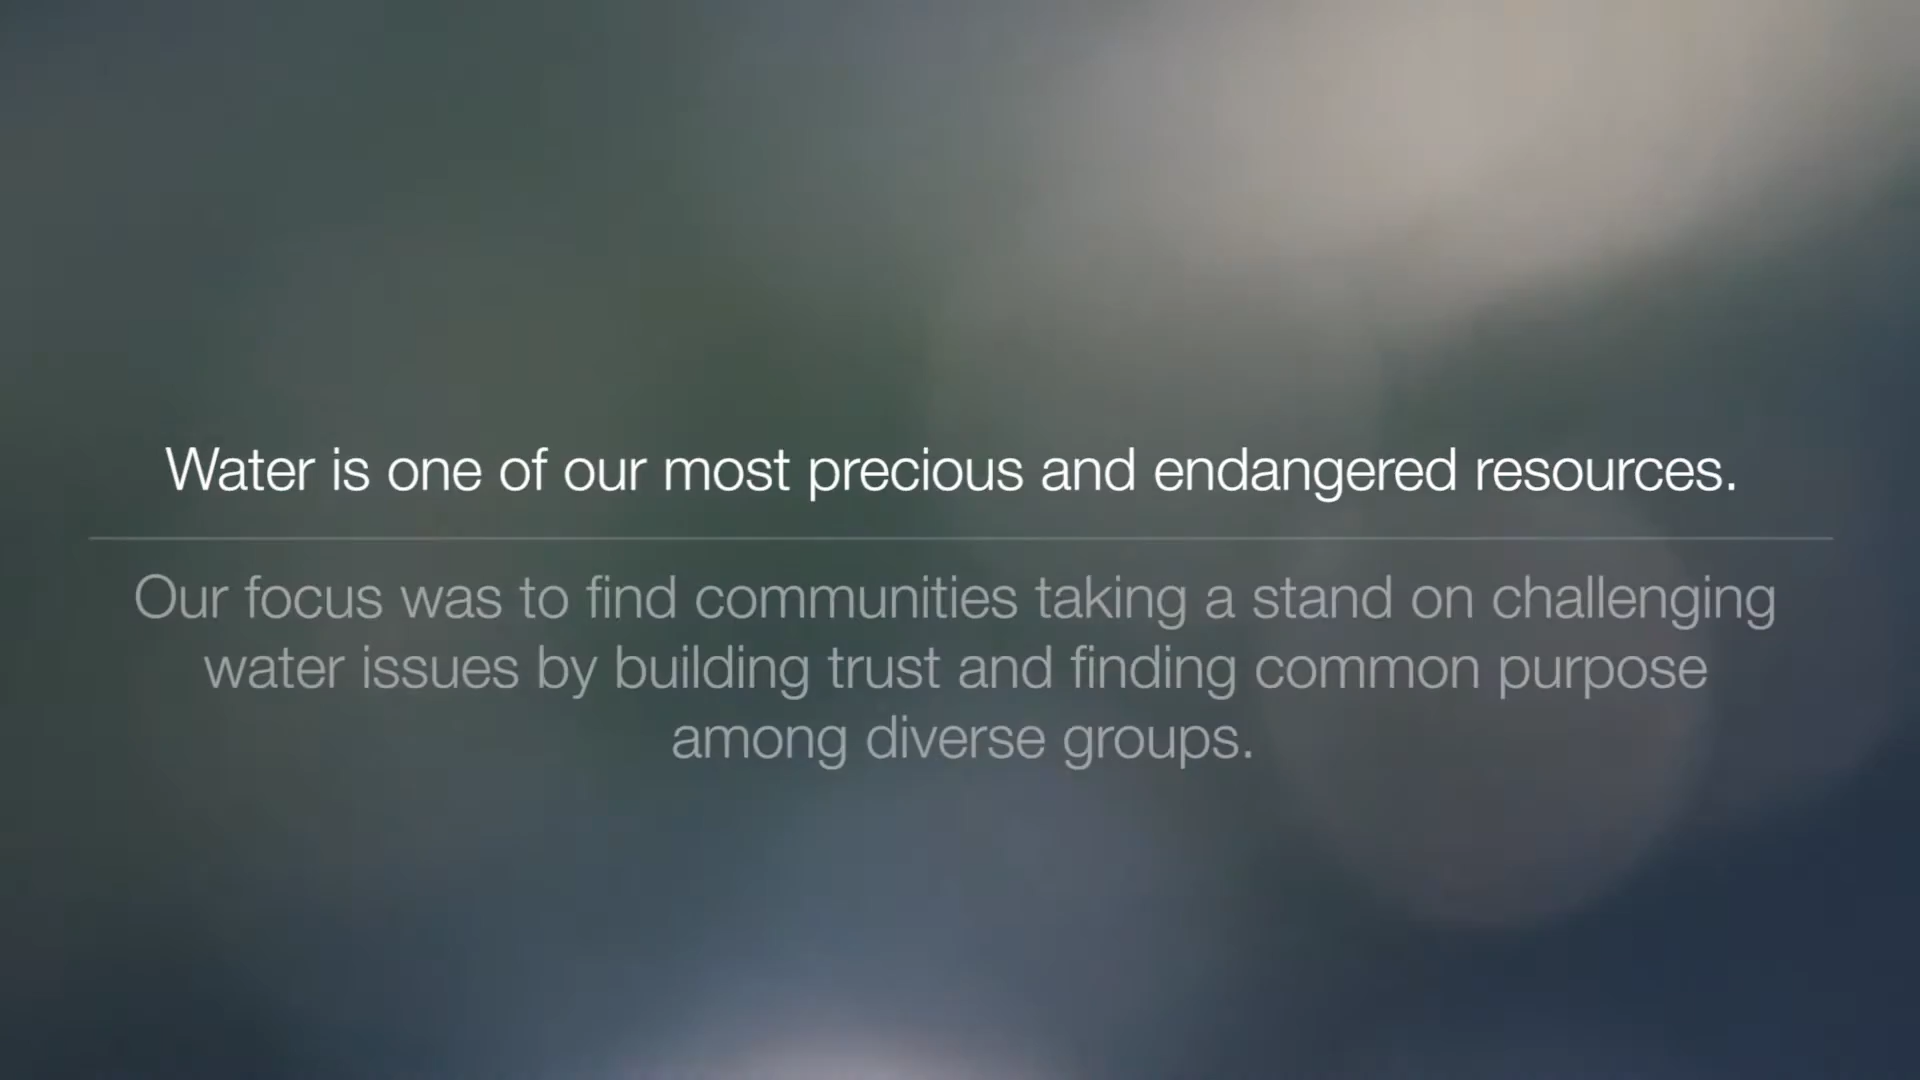 Water is one of our most precious and endangered resources.
Our focus was to find communities taking a stand on challenging
water issues by building trust and finding common purpose
among diverse groups.